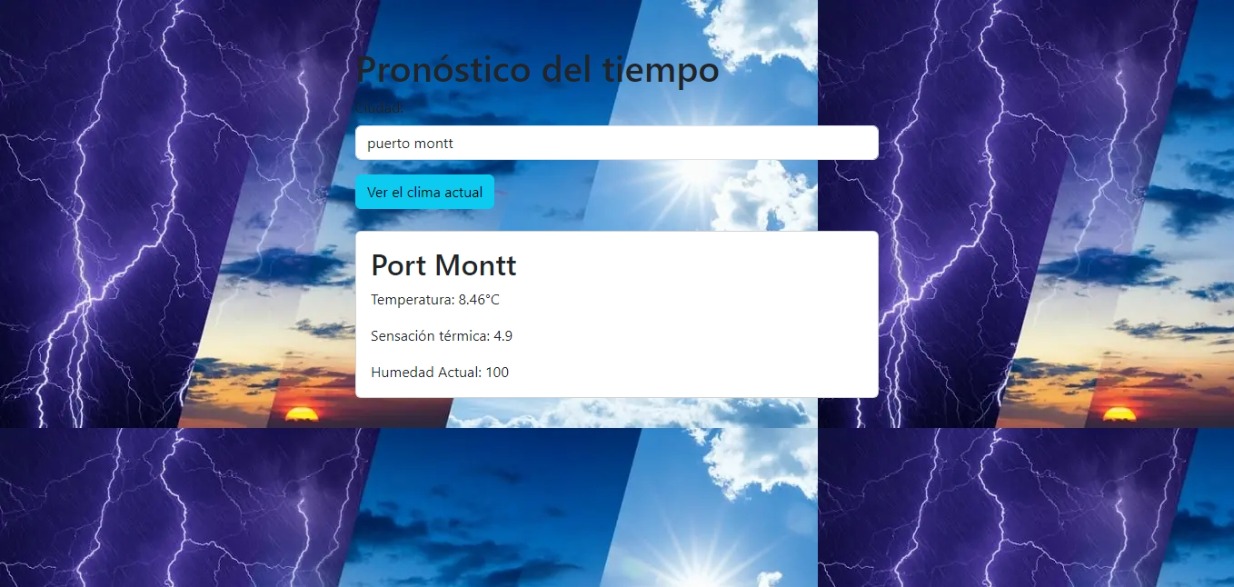 Pronóstico del tiempo
puerto montt
Ver el clima actual
Port Montt
Temperatura: 8.46°C
Sensación térmica: 4.9
Humedad Actual: 100